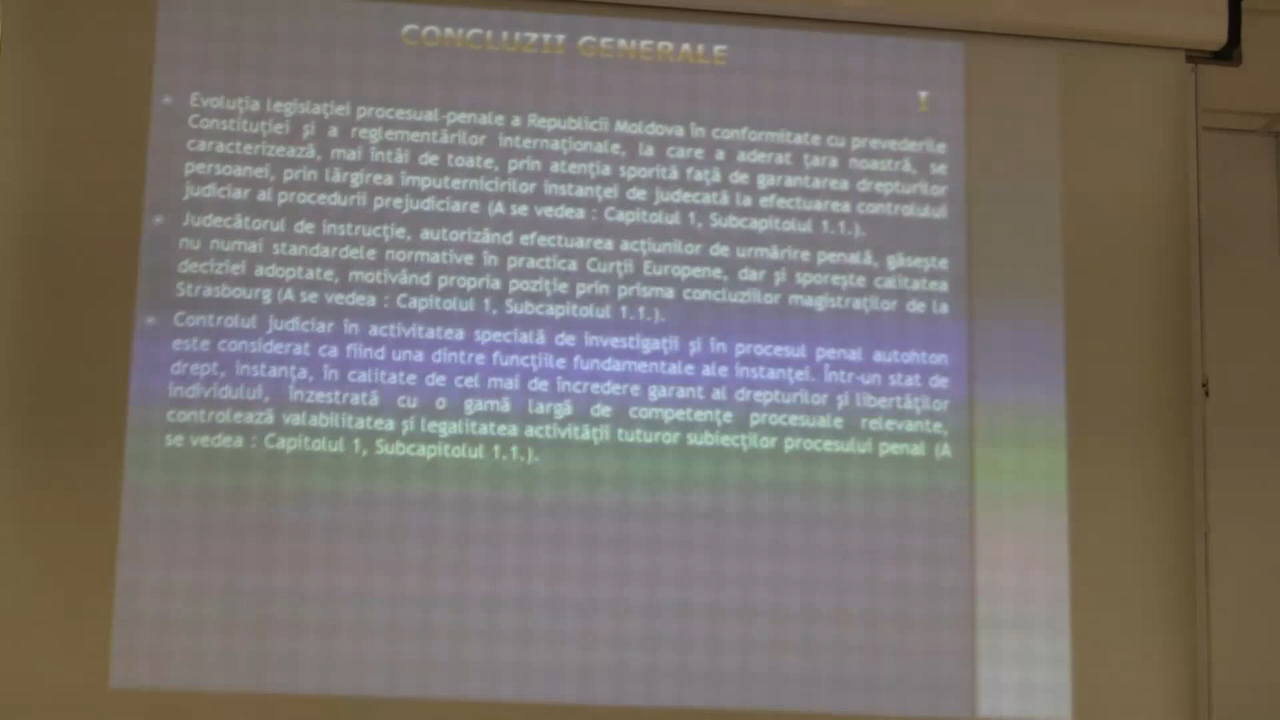 CONCLUZII GENERALE
I
Evoluţia legislaţiei procesual-penale a Republicii Moldova în conformitate cu prevederile
Constituţiei şi a reglementărilor internaţionale, la care a aderat ţara noastră, se
caracterizează, mai întâi de toate, prin atenţia sporită faţă de garantarea drepturilor
persoanei, prin lărgirea împuternicirilor instanţei de judecată la efectuarea controlului
judiciar al procedurii prejudiciare (A se vedea : Capitolul 1, Subcapitolul 1.1.).
Judecătorul de instrucţie, autorizând efectuarea acţiunilor de urmărire penală, găseşte
nu numai standardele normative în practica Curţii Europene, dar şi sporeşte calitatea
deciziei adoptate, motivând propria poziţie prin prisma concluziilor magistraţilor de la
Strasbourg (A se vedea : Capitolul 1, Subcapitolul 1.1.).
Controlul judiciar în activitatea specială de investigaţii şi în procesul penal autohton
este considerat ca fiind una dintre funcţiile fundamentale ale instanţei. Într-un stat de
drept, instanţa, în calitate de cel mai de încredere garant al drepturilor şi libertăţilor
individului, înzestrată cu o gamă largă de competenţe procesuale relevante,
controlează valabilitatea şi legalitatea activităţii tuturor subiecţilor procesului penal (A
se vedea : Capitolul 1, Subcapitolul 1.1.).